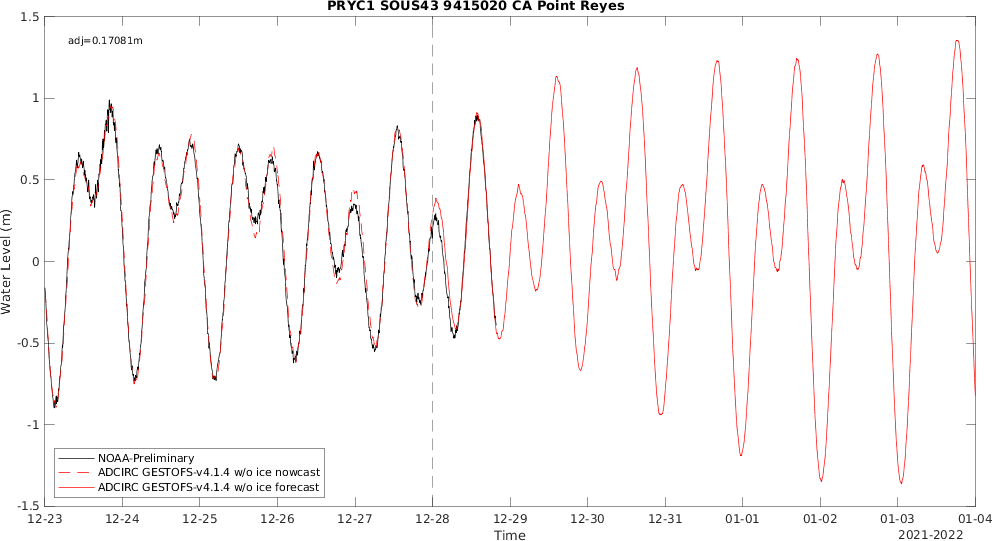 PRYC1 SOUS43 9415020 CA Point Reyes
adj=0.17081m
Water Level (m)
1.5
1
0.5
0
-0.5
-1
-1.5
NOAA-Preliminary
ADCIRC GESTOFS-v4.1.4 w/o ice nowcast
ADCIRC GESTOFS-v4.1.4 w/o ice forecast
12-23 12-24 12-25 12-26 12-27 12-28 12-29 12-30 12-31 01-01 01-02 01-03 01-04
Time
2021-2022